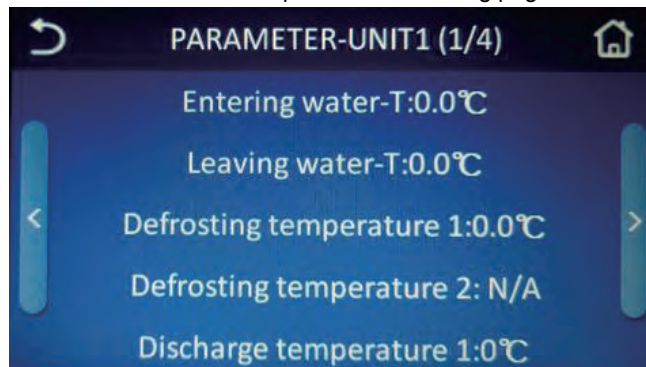 PARAMETER-UNIT1 (1/4)
Entering water-T:0.0℃
Leaving water-T:0.0℃
< Defrosting temperature 1:0.0℃ >
Defrosting temperature 2: N/A
Discharge temperature 1:0℃